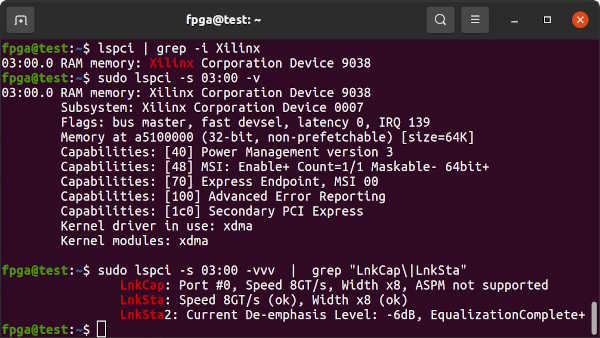 fpga@test: ~
fpga@test:~$ lspci | grep -i Xilinx
03:00.0 RAM memory: Xilinx Corporation Device 9038
fpga@test:~$ sudo lspci -s 03:00 -v
03:00.0 RAM memory: Xilinx Corporation Device 9038
Subsystem: Xilinx Corporation Device 0007
Flags: bus master, fast devsel, latency 0, IRQ 139
Memory at a5100000 (32-bit, non-prefetchable) [size=64K]
Capabilities: [40] Power Management version 3
Capabilities: [48] MSI: Enable+ Count=1/1 Maskable- 64bit+
Capabilities: [70] Express Endpoint, MSI 00
Capabilities: [100] Advanced Error Reporting
Capabilities: [1c0] Secondary PCI Express
Kernel driver in use: xdma
Kernel modules: xdma
fpga@test:~$ sudo lspci -s 03:00 -vvv | grep "LnkCap\|LnkSta"
LnkCap: Port #0, Speed 8GT/s, Width x8, ASPM not supported
LnkSta: Speed 8GT/s (ok), Width x8 (ok)
LnkSta2: Current De-emphasis Level: -6dB, EqualizationComplete+
fpga@test:~$